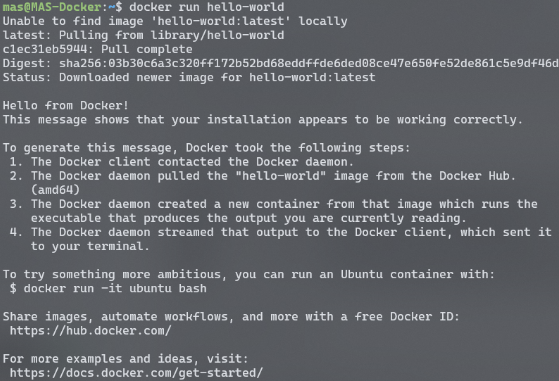 mas@MAS-Docker:~$ docker run hello-world
Unable to find image 'hello-world:latest' locally
latest: Pulling from library/hello-world
c1ec31eb5944: Pull complete
Digest: sha256:03b30c6a3c320ff172b52bd68eddffde6ded08ce47e650fe52de861c5e9df46d
Status: Downloaded newer image for hello-world:latest
Hello from Docker!
This message shows that your installation appears to be working correctly.
To generate this message, Docker took the following steps:
1. The Docker client contacted the Docker daemon.
2. The Docker daemon pulled the "hello-world" image from the Docker Hub.
(amd64)
3. The Docker daemon created a new container from that image which runs the
executable that produces the output you are currently reading.
4. The Docker daemon streamed that output to the Docker client, which sent it
to your terminal.
To try something more ambitious, you can run an Ubuntu container with:
$ docker run -it ubuntu bash
Share images, automate workflows, and more with a free Docker ID:
https://hub.docker.com/
For more examples and ideas, visit:
https://docs.docker.com/get-started/